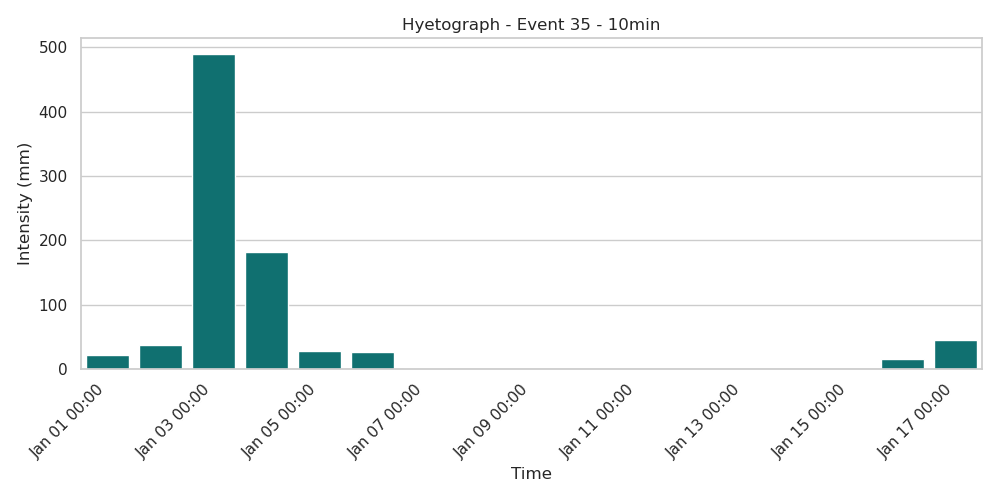 Hyetograph - Event 35 - 10min
Intensity (mm)
500
400
300
200
100
0
Jan 01 00:00
Jan 03 00:00
Jan 05 00:00
Jan 07 00:00
Jan 09 00:00
Jan 11 00:00
Jan 13 00:00
Jan 15 00:00
Jan 17 00:00
Time